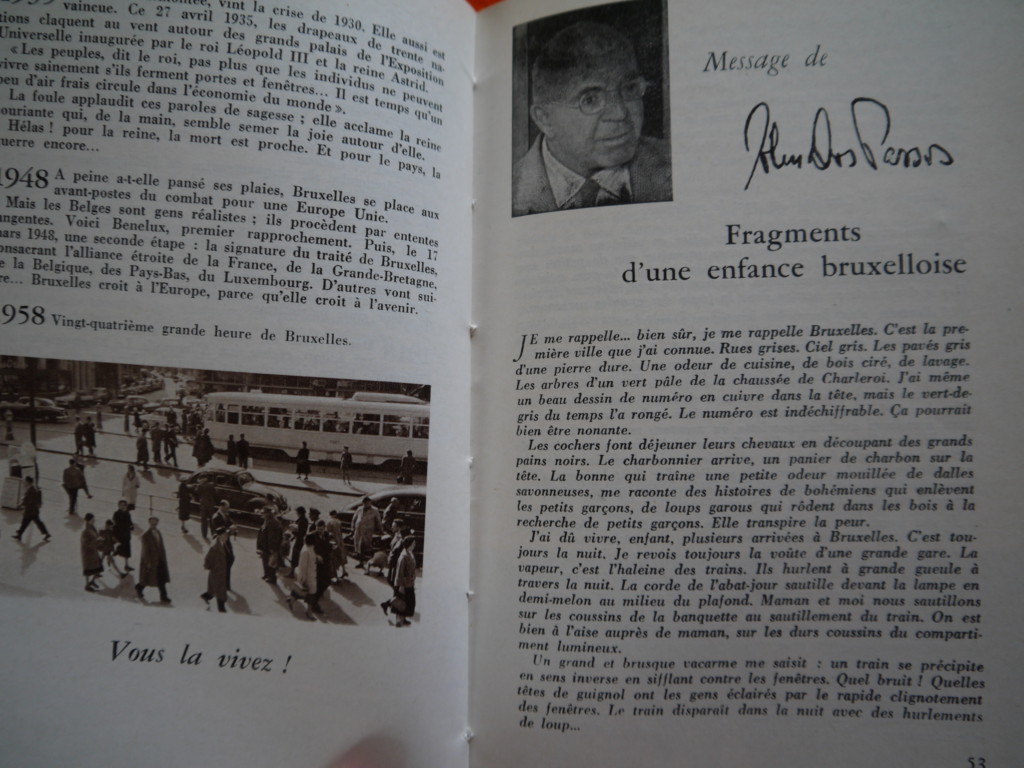 vaincue. Ce 27 avril 1935, les drapeaux de trente na-
tions claquent au vent autour des grands palais de l'Exposition
Universelle inaugurée par le roi Léopold III et la reine Astrid.
« Les peuples, dit le roi, pas plus que les individus ne peuvent
vivre sainement s'ils ferment portes et fenêtres... Il est temps qu'un
peu d'air frais circule dans l'économie du monde ».
La foule applaudit ces paroles de sagesse ; elle acclame la reine
souriante qui, de la main, semble semer la joie autour d'elle.
Hélas ! pour la reine, la mort est proche. Et pour le pays, la
guerre encore...
1948 A peine a-t-elle pansé ses plaies, Bruxelles se place aux
avant-postes du combat pour une Europe Unie.
Mais les Belges sont gens réalistes ; ils procèdent par ententes
tangentes. Voici Benelux, premier rapprochement. Puis, le 17
mars 1948, une seconde étape : la signature du traité de Bruxelles,
consacrant l'alliance étroite de la France, de la Grande-Bretagne,
de la Belgique, des Pays-Bas, du Luxembourg. D'autres vont sui-
vre... Bruxelles croit à l'Europe, parce qu'elle croit à l'avenir.
1958 Vingt-quatrième grande heure de Bruxelles.
Vous la vivez !
Message de
John Dos Passos
Fragments
d'une enfance bruxelloise
JE me rappelle... bien sûr, je me rappelle Bruxelles. C'est la pre-
mière ville que j'ai connue. Rues grises. Ciel gris. Les pavés gris
d'une pierre dure. Une odeur de cuisine, de bois ciré, de lavage.
Les arbres d'un vert pâle de la chaussée de Charleroi. J'ai même
un beau dessin de numéro en cuivre dans la tête, mais le vert-de-
gris du temps l'a rongé. Le numéro est indéchiffrable. Ça pourrait
bien être nonante.
Les cochers font déjeuner leurs chevaux en découpant des grands
pains noirs. Le charbonnier arrive, un panier de charbon sur la
tête. La bonne qui traîne une petite odeur mouillée de dalles
savonneuses, me raconte des histoires de bohémiens qui enlèvent
les petits garçons, de loups garous qui rôdent dans les bois à la
recherche de petits garçons. Elle transpire la peur.
J'ai dû vivre, enfant, plusieurs arrivées à Bruxelles. C'est tou-
jours la nuit. Je revois toujours la voûte d'une grande gare. La
vapeur, c'est l'haleine des trains. Ils hurlent à grande gueule à
travers la nuit. La corde de l'abat-jour sautille devant la lampe en
demi-melon au milieu du plafond. Maman et moi nous sautillons
sur les coussins de la banquette au sautillement du train. On est
bien à l'aise auprès de maman, sur les durs coussins du comparti-
ment lumineux.
Un grand et brusque vacarme me saisit : un train se précipite
en sens inverse en sifflant contre les fenêtres. Quel bruit ! Quelles
têtes de guignol ont les gens éclairés par le rapide clignotement
des fenêtres. Le train disparaît dans la nuit avec des hurlements
de loup...
53